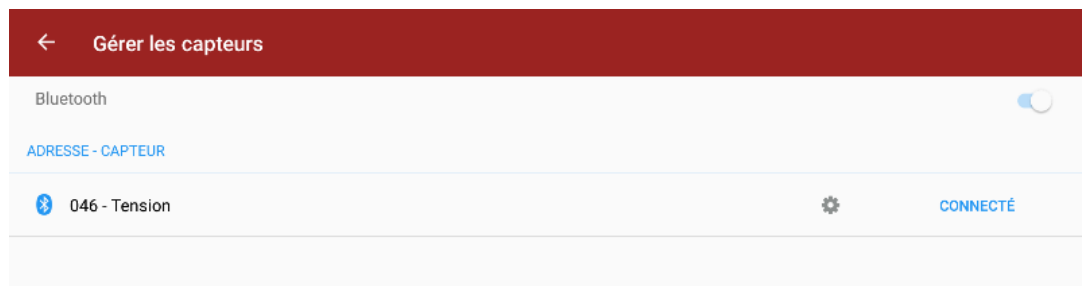 Gérer les capteurs
Bluetooth
ADRESSE - CAPTEUR
046 - Tension CONNECTÉ